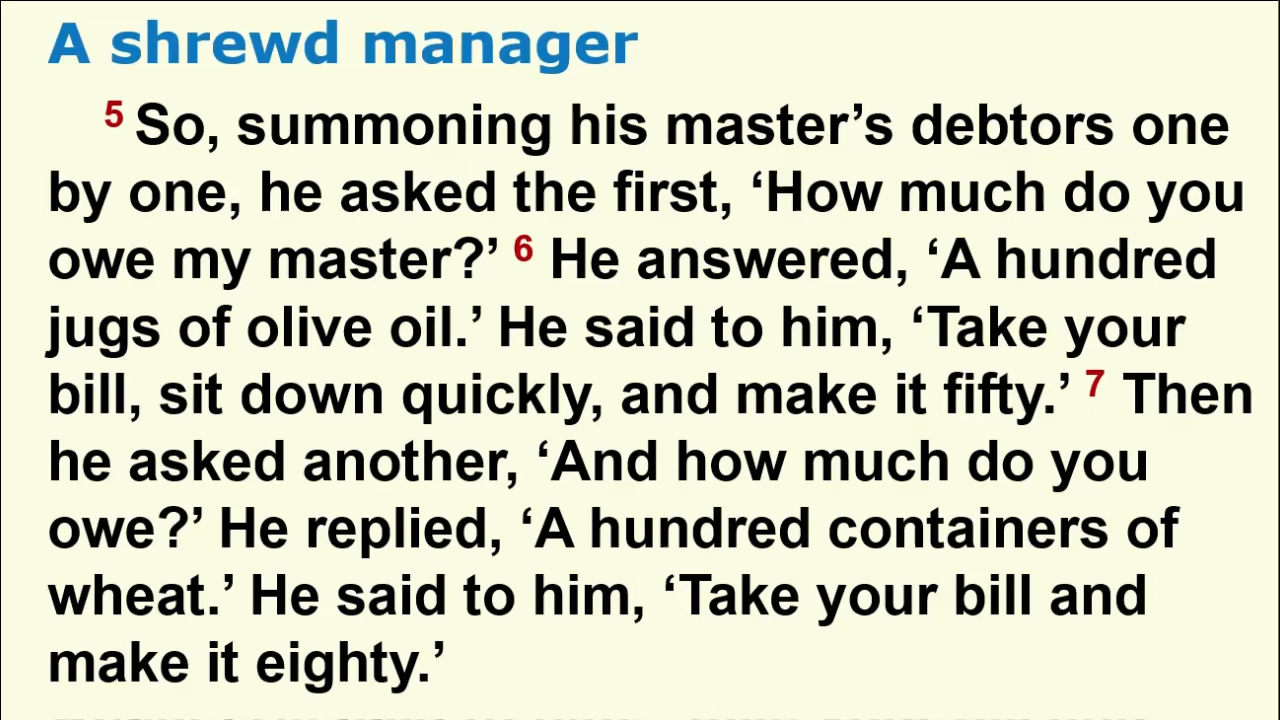 A shrewd manager
5 So, summoning his master’s debtors one
by one, he asked the first, ‘How much do you
owe my master?’ 6 He answered, ‘A hundred
jugs of olive oil.’ He said to him, ‘Take your
bill, sit down quickly, and make it fifty.’ 7 Then
he asked another, ‘And how much do you
owe?’ He replied, ‘A hundred containers of
wheat.’ He said to him, ‘Take your bill and
make it eighty.’